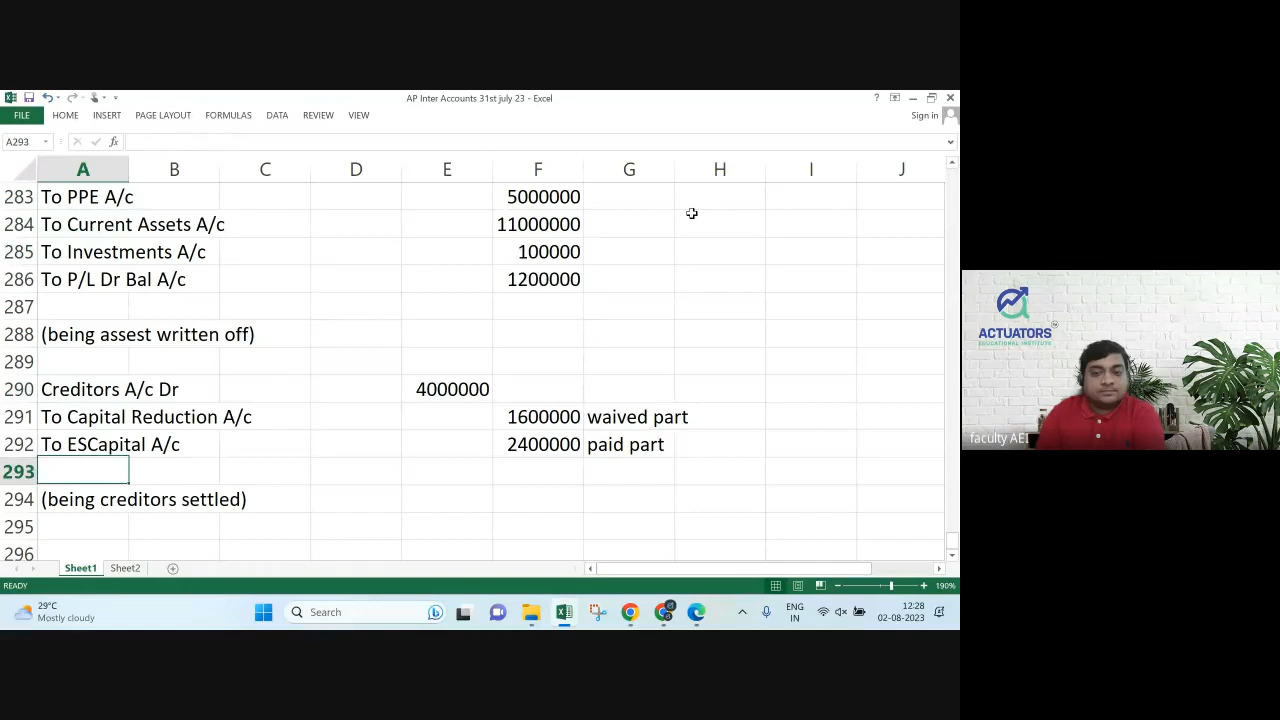 AP Inter Accounts 31st july 23 - Excel
?
FILE HOME INSERT PAGE LAYOUT FORMULAS DATA REVIEW VIEW Sign in
A293 fx
A B C D E F G H I J
283 To PPE A/c 5000000
284 To Current Assets A/c 11000000
285 To Investments A/c 100000
286 To P/L Dr Bal A/c 1200000
287
288 (being assest written off)
289
290 Creditors A/c Dr 4000000
291 To Capital Reduction A/c 1600000 waived part
292 To ESCapital A/c 2400000 paid part
293
294 (being creditors settled)
295
296
Sheet1 Sheet2
READY 190%
29°C
Mostly cloudy
Search
ENG
IN
12:28
02-08-2023
ACTUATORS
EDUCATIONAL INSTITUTE
faculty AEI